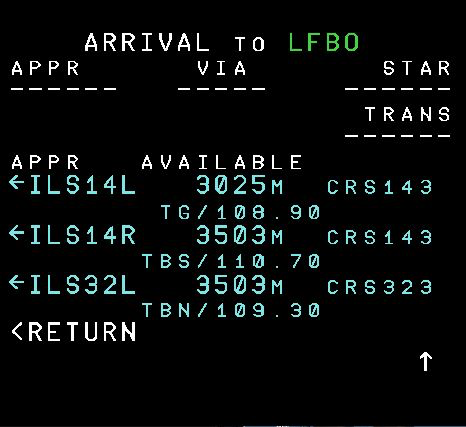 ARRIVAL TO LFBO
APPR VIA STAR
------ ----- ------
TRANS
------
APPR AVAILABLE
←ILS14L 3025M CRS143
TG/108.90
←ILS14R 3503M CRS143
TBS/110.70
←ILS32L 3503M CRS323
TBN/109.30
<RETURN
↑